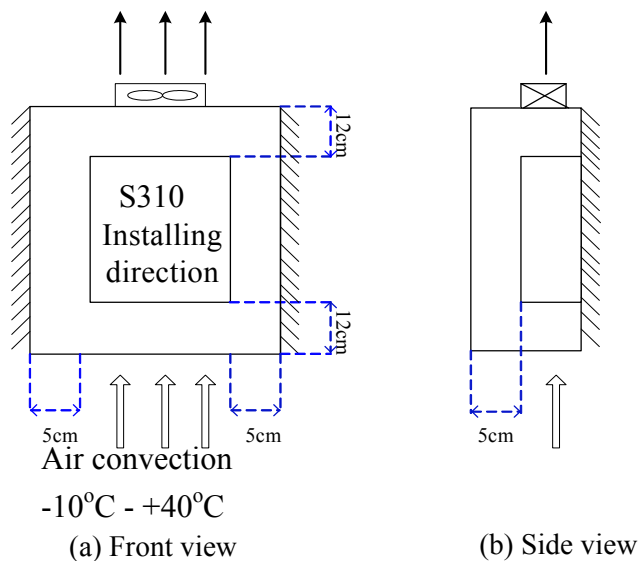 12cm
S310
Installing
direction
12cm
5cm
5cm
5cm
Air convection
-10°C - +40°C
(a) Front view
(b) Side view